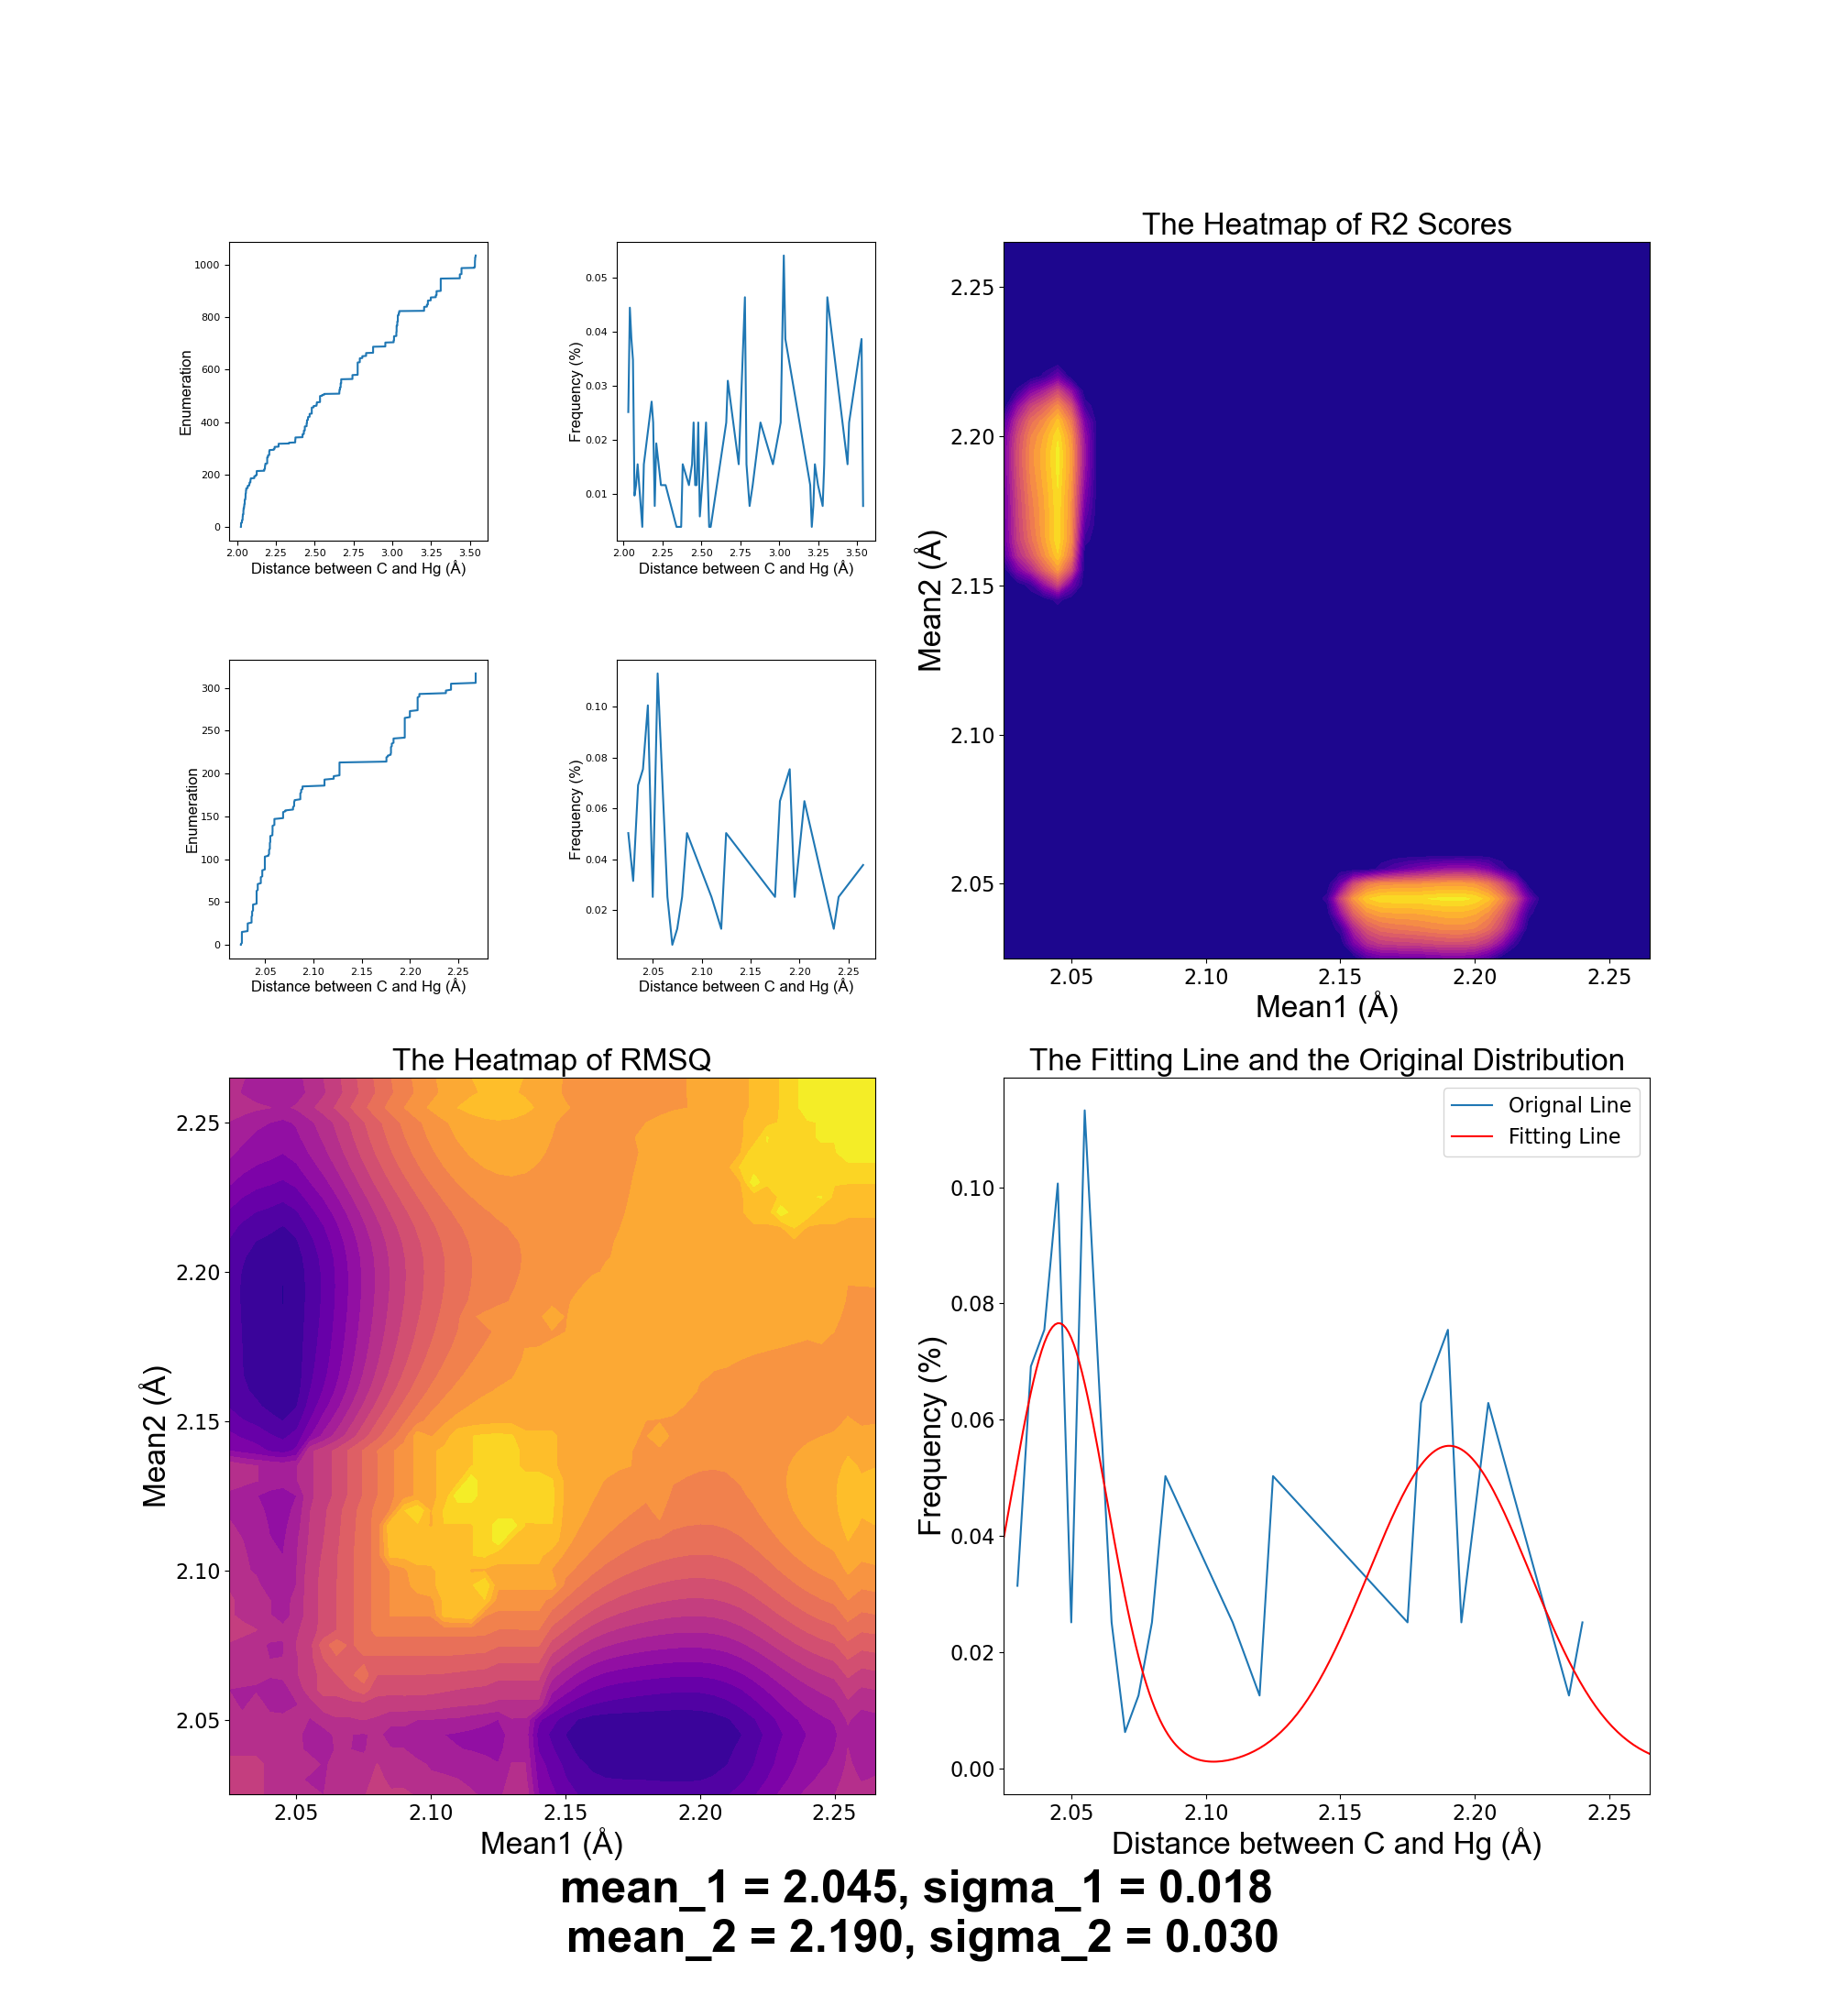 1000
800
600
400
200
0
Enumeration
2.00 2.25 2.50 2.75 3.00 3.25 3.50
Distance between C and Hg (Å)
0.05
0.04
0.03
0.02
0.01
Frequency (%)
2.00 2.25 2.50 2.75 3.00 3.25 3.50
Distance between C and Hg (Å)
300
250
200
150
100
50
0
Enumeration
2.05 2.10 2.15 2.20 2.25
Distance between C and Hg (Å)
0.10
0.08
0.06
0.04
0.02
Frequency (%)
2.05 2.10 2.15 2.20 2.25
Distance between C and Hg (Å)
The Heatmap of R2 Scores
2.25
2.20
2.15
2.10
2.05
Mean2 (Å)
2.05 2.10 2.15 2.20 2.25
Mean1 (Å)
The Heatmap of RMSQ
2.25
2.20
2.15
2.10
2.05
Mean2 (Å)
2.05 2.10 2.15 2.20 2.25
Mean1 (Å)
The Fitting Line and the Original Distribution
Orignal Line
Fitting Line
0.10
0.08
0.06
0.04
0.02
0.00
Frequency (%)
2.05 2.10 2.15 2.20 2.25
Distance between C and Hg (Å)
mean_1 = 2.045, sigma_1 = 0.018
mean_2 = 2.190, sigma_2 = 0.030